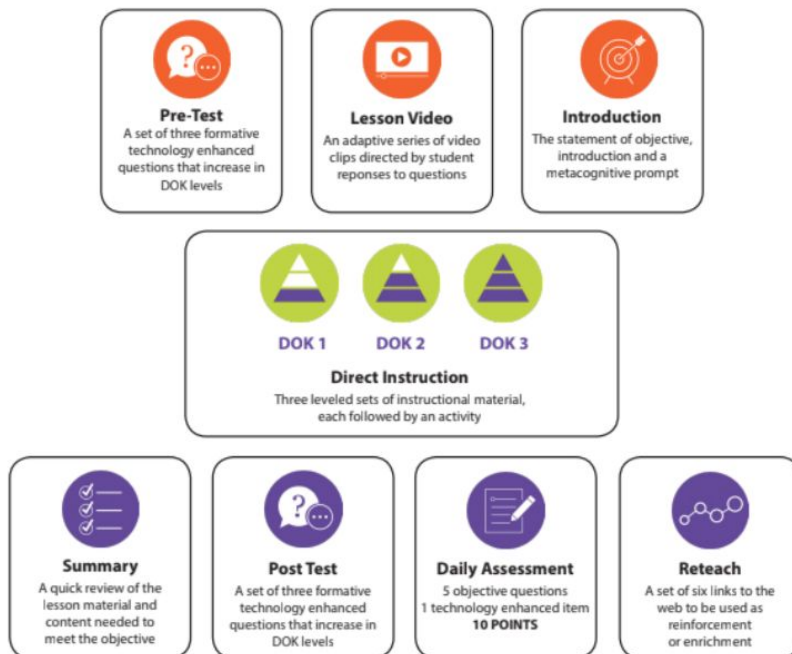 Pre-Test
A set of three formative
technology enhanced
questions that increase in
DOK levels
Lesson Video
An adaptive series of video
clips directed by student
reponses to questions
Introduction
The statement of objective,
introduction and a
metacognitive prompt
DOK 1
DOK 2
DOK 3
Direct Instruction
Three leveled sets of instructional material,
each followed by an activity
Summary
A quick review of the
lesson material and
content needed to
meet the objective
Post Test
A set of three formative
technology enhanced
questions that increase in
DOK levels
Daily Assessment
5 objective questions
1 technology enhanced item
10 POINTS
Reteach
A set of six links to the
web to be used as
reinforcement
or enrichment